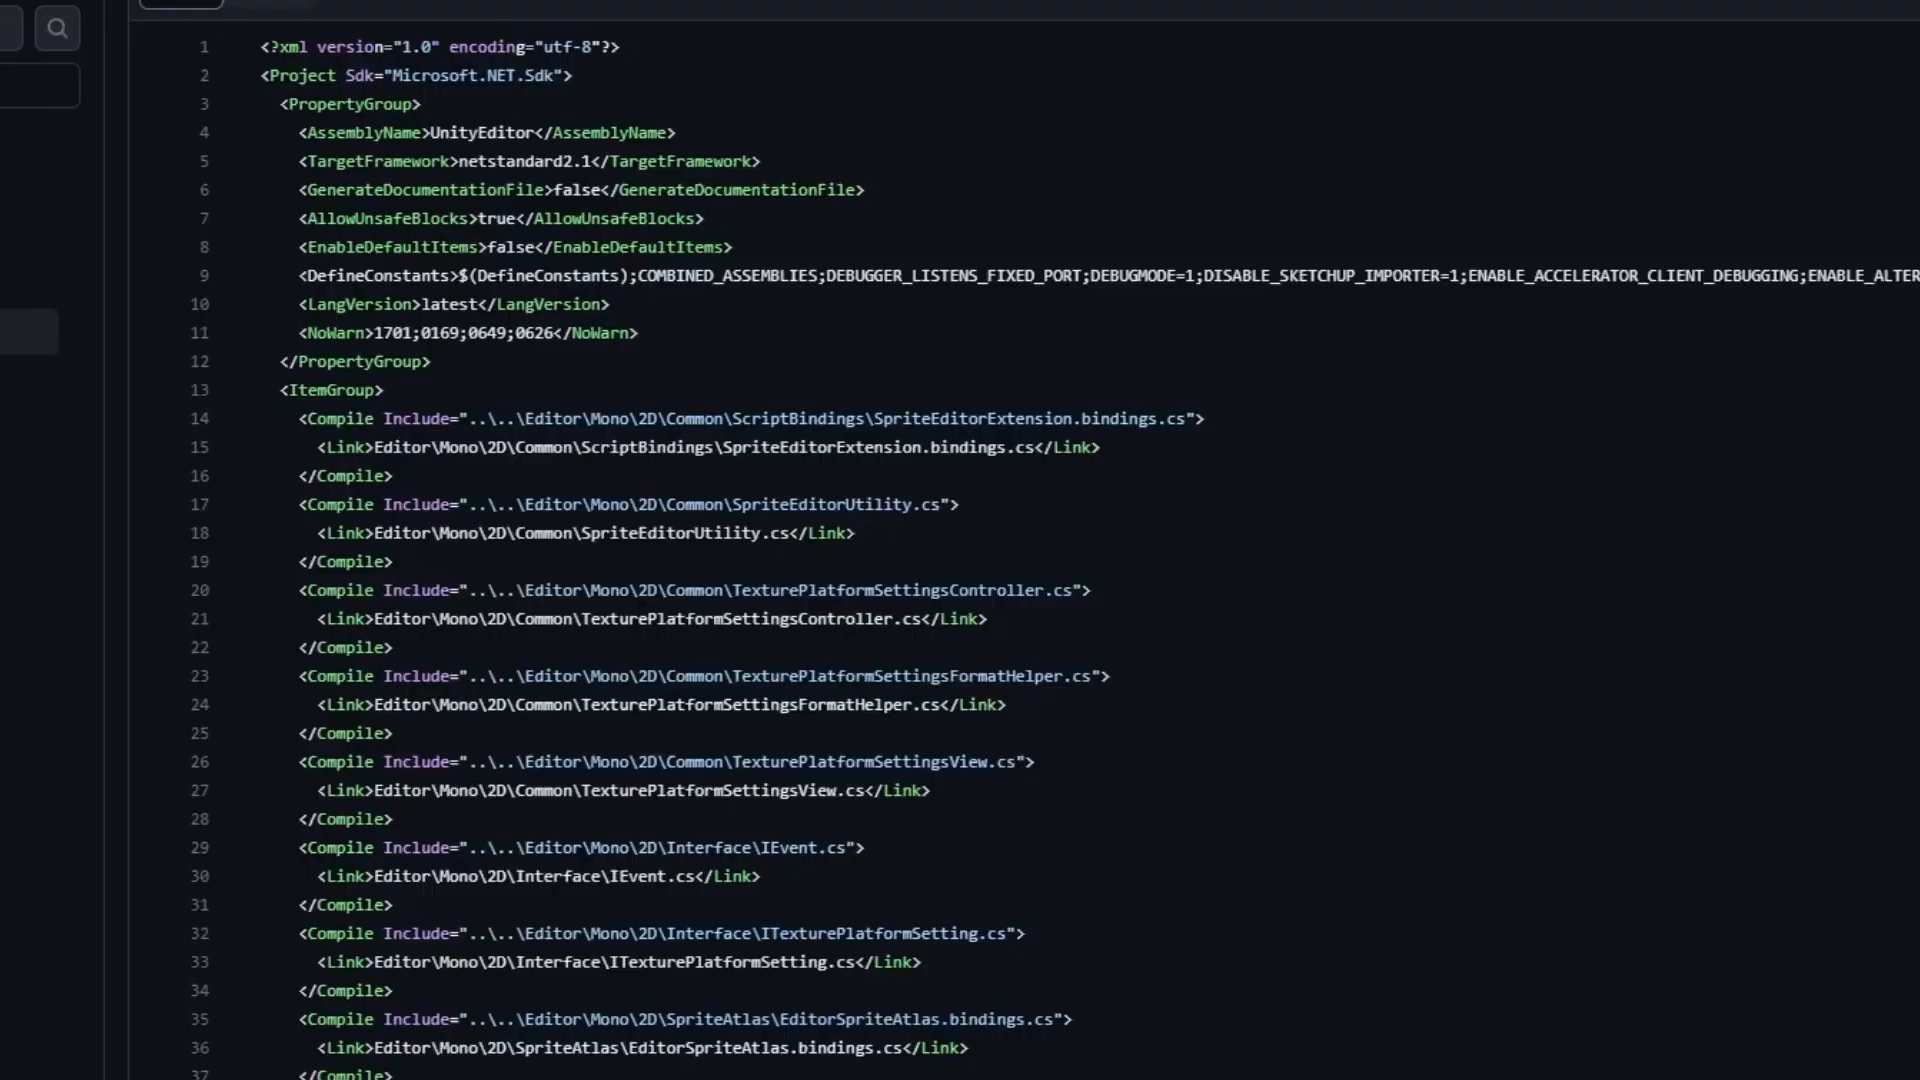 1 <?xml version="1.0" encoding="utf-8"?>
2 <Project Sdk="Microsoft.NET.Sdk">
3 <PropertyGroup>
4 <AssemblyName>UnityEditor</AssemblyName>
5 <TargetFramework>netstandard2.1</TargetFramework>
6 <GenerateDocumentationFile>false</GenerateDocumentationFile>
7 <AllowUnsafeBlocks>true</AllowUnsafeBlocks>
8 <EnableDefaultItems>false</EnableDefaultItems>
9 <DefineConstants>$(DefineConstants);COMBINED_ASSEMBLIES;DEBUGGER_LISTENS_FIXED_PORT;DEBUGMODE=1;DISABLE_SKETCHUP_IMPORTER=1;ENABLE_ACCELERATOR_CLIENT_DEBUGGING;ENABLE_ALTER
10 <LangVersion>latest</LangVersion>
11 <NoWarn>1701;0169;0649;0626</NoWarn>
12 </PropertyGroup>
13 <ItemGroup>
14 <Compile Include="..\..\Editor\Mono\2D\Common\ScriptBindings\SpriteEditorExtension.bindings.cs">
15 <Link>Editor\Mono\2D\Common\ScriptBindings\SpriteEditorExtension.bindings.cs</Link>
16 </Compile>
17 <Compile Include="..\..\Editor\Mono\2D\Common\SpriteEditorUtility.cs">
18 <Link>Editor\Mono\2D\Common\SpriteEditorUtility.cs</Link>
19 </Compile>
20 <Compile Include="..\..\Editor\Mono\2D\Common\TexturePlatformSettingsController.cs">
21 <Link>Editor\Mono\2D\Common\TexturePlatformSettingsController.cs</Link>
22 </Compile>
23 <Compile Include="..\..\Editor\Mono\2D\Common\TexturePlatformSettingsFormatHelper.cs">
24 <Link>Editor\Mono\2D\Common\TexturePlatformSettingsFormatHelper.cs</Link>
25 </Compile>
26 <Compile Include="..\..\Editor\Mono\2D\Common\TexturePlatformSettingsView.cs">
27 <Link>Editor\Mono\2D\Common\TexturePlatformSettingsView.cs</Link>
28 </Compile>
29 <Compile Include="..\..\Editor\Mono\2D\Interface\IEvent.cs">
30 <Link>Editor\Mono\2D\Interface\IEvent.cs</Link>
31 </Compile>
32 <Compile Include="..\..\Editor\Mono\2D\Interface\ITexturePlatformSetting.cs">
33 <Link>Editor\Mono\2D\Interface\ITexturePlatformSetting.cs</Link>
34 </Compile>
35 <Compile Include="..\..\Editor\Mono\2D\SpriteAtlas\EditorSpriteAtlas.bindings.cs">
36 <Link>Editor\Mono\2D\SpriteAtlas\EditorSpriteAtlas.bindings.cs</Link>
37 </Compile>